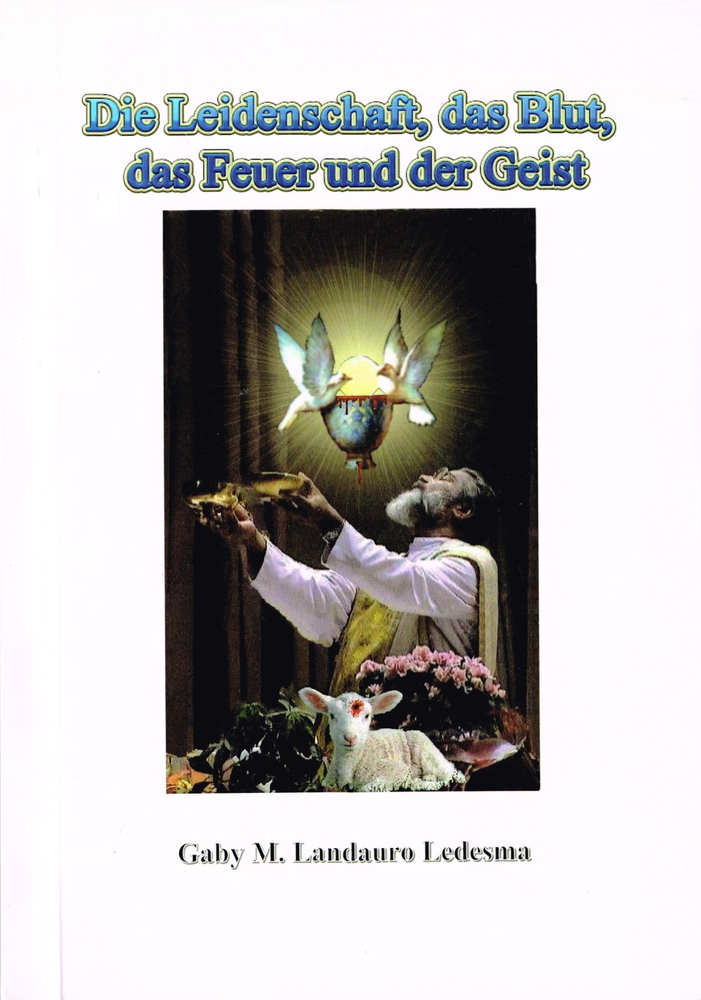 Die Leidenschaft, das Blut,
das Feuer und der Geist
Gaby M. Landauro Ledesma